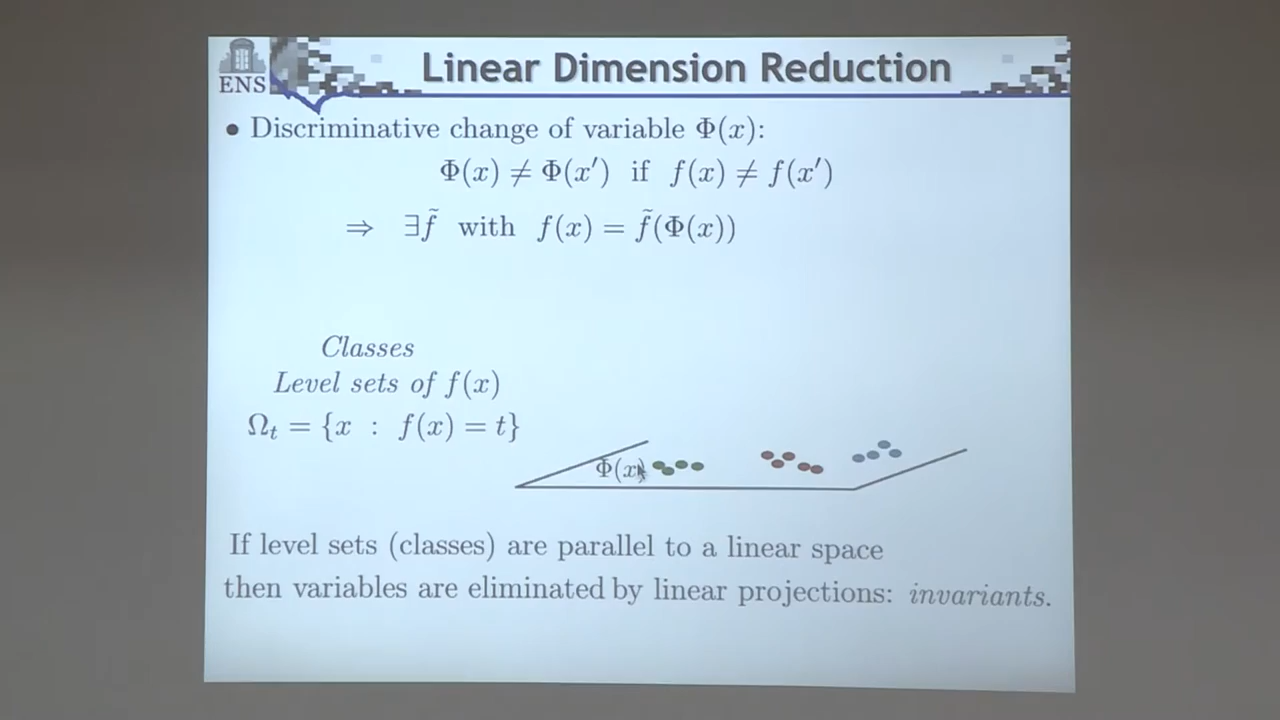 ENS
Linear Dimension Reduction
• Discriminative change of variable Φ(x):
Φ(x) ≠ Φ(x′) if f(x) ≠ f(x′)
⇒ ∃f̃ with f(x) = f̃(Φ(x))
Classes
Level sets of f(x)
Ωₜ = {x : f(x) = t}
Φ(x)
If level sets (classes) are parallel to a linear space
then variables are eliminated by linear projections: invariants.